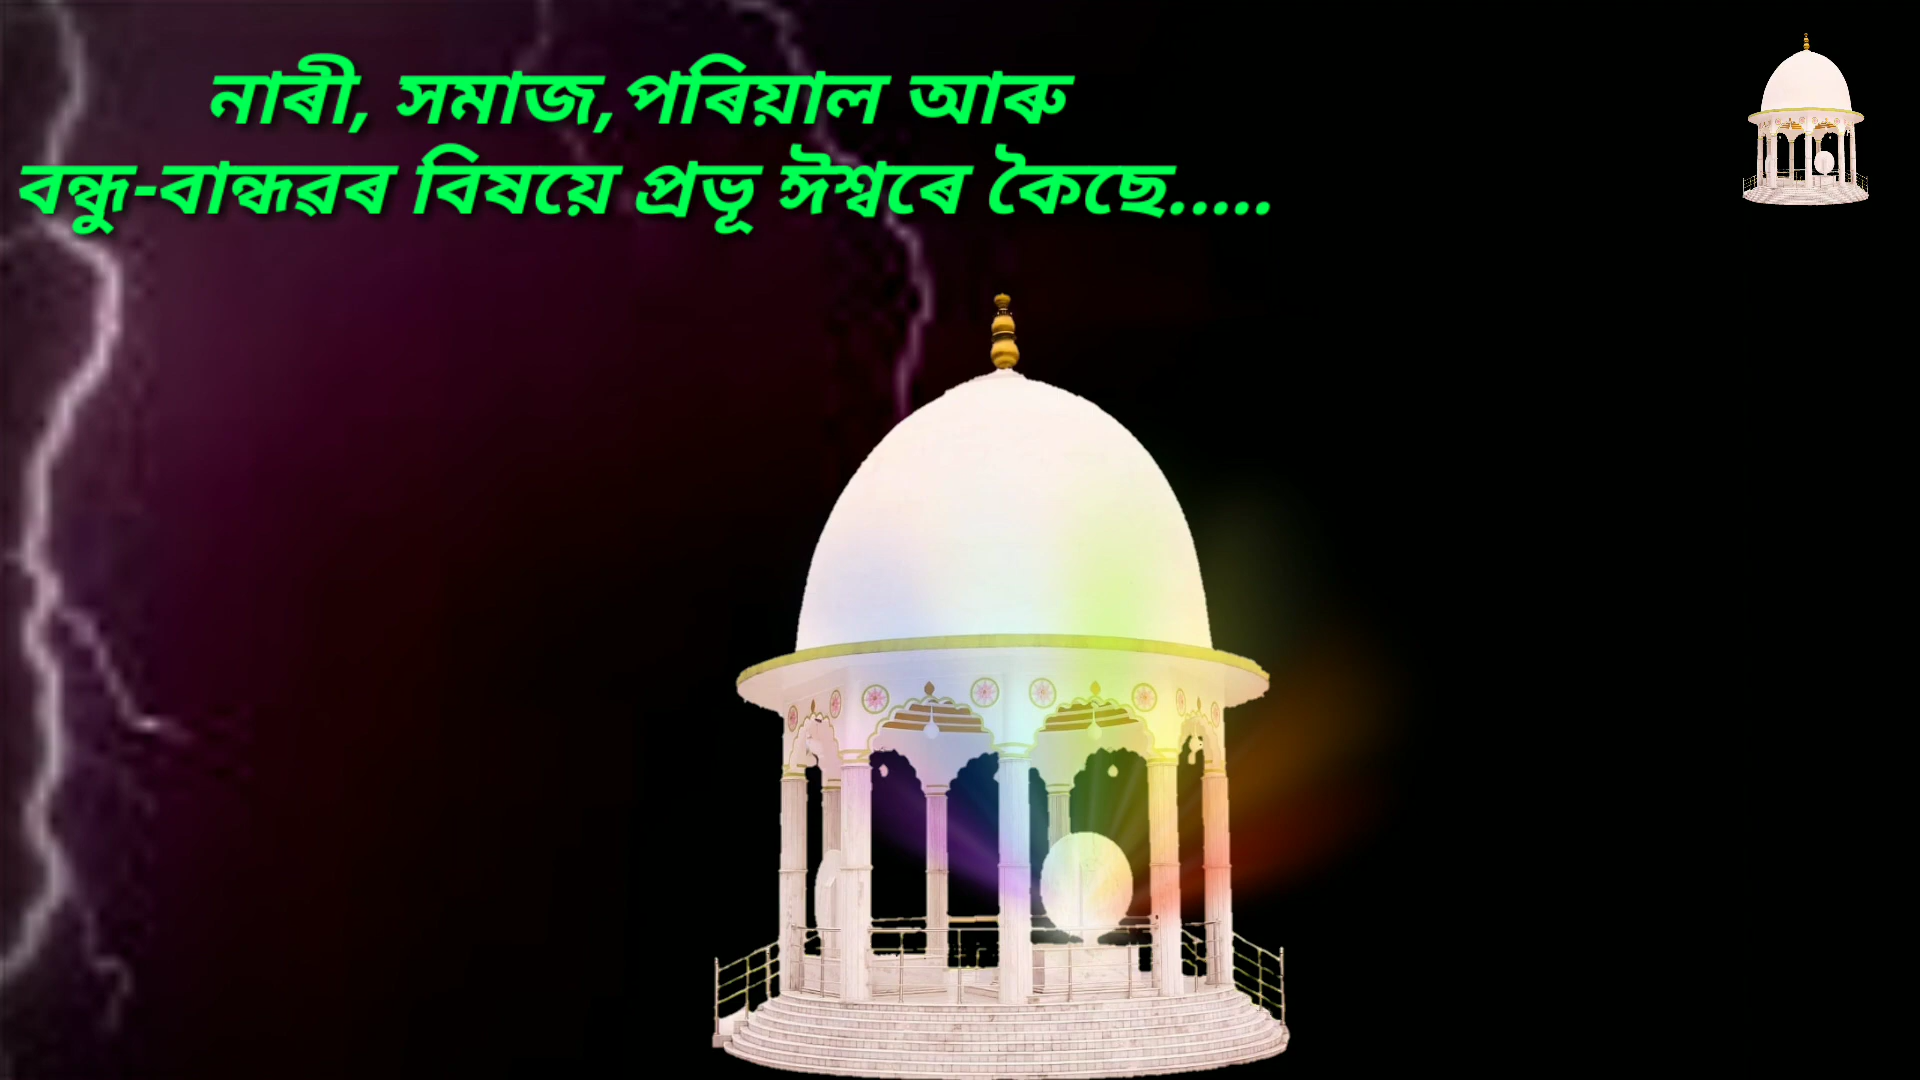 নাৰী, সমাজ,পৰিয়াল আৰু
বন্ধু-বান্ধৱৰ বিষয়ে প্ৰভূ ঈশ্বৰে কৈছে.....